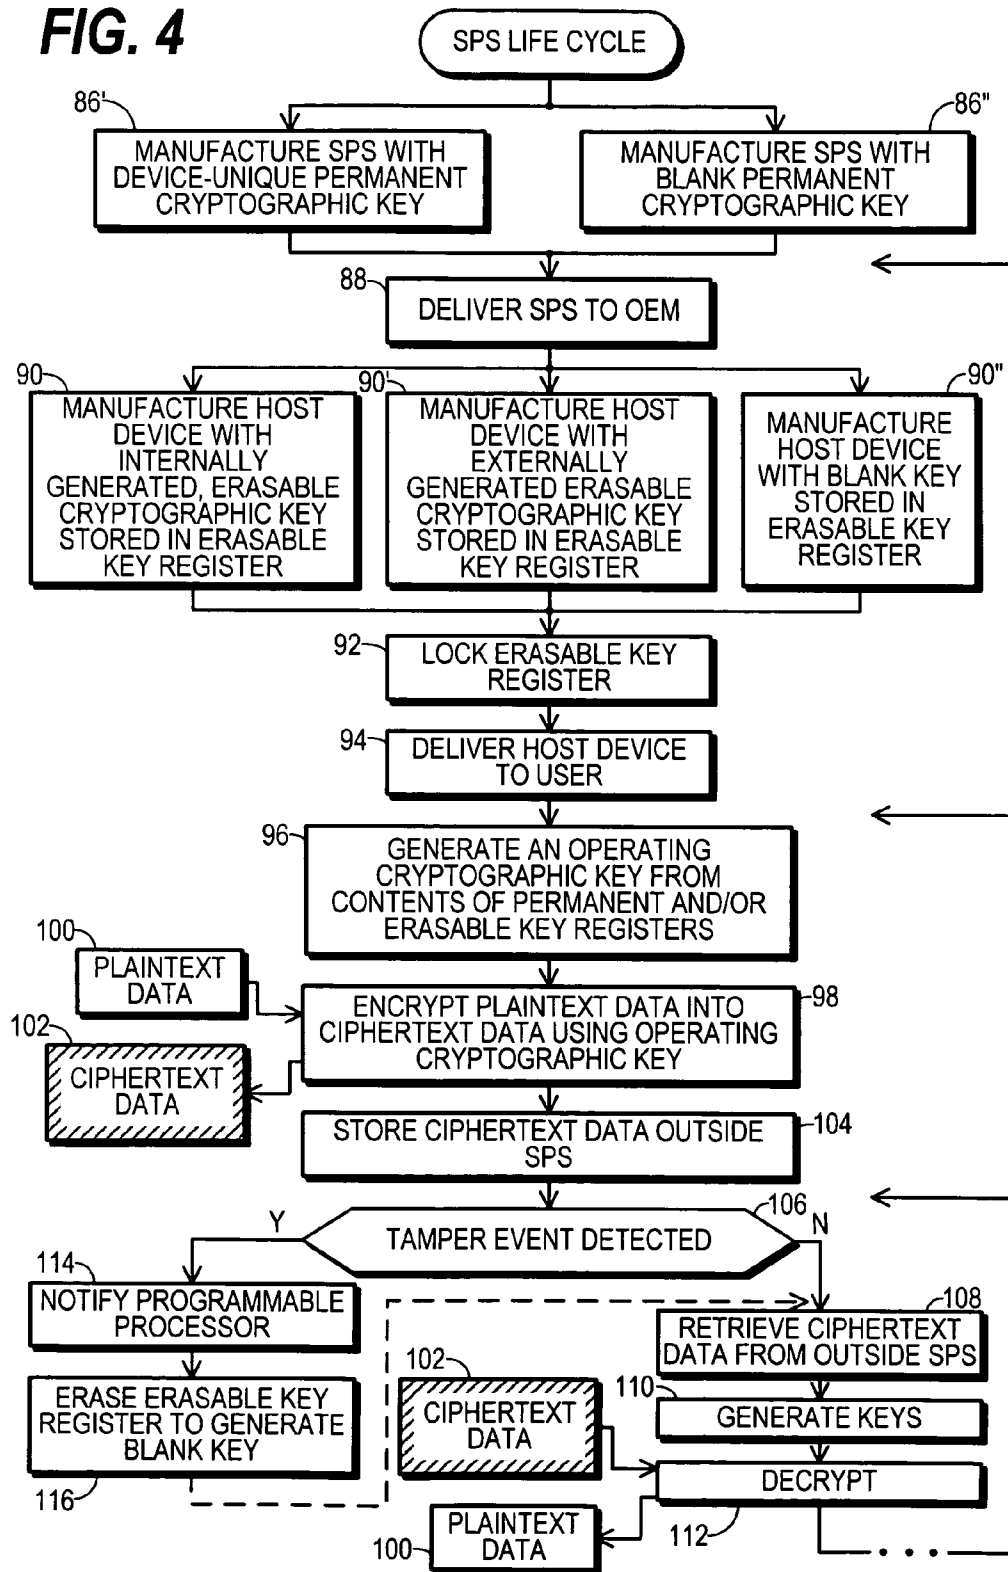 FIG. 4
SPS LIFE CYCLE
86'
MANUFACTURE SPS WITH
DEVICE-UNIQUE PERMANENT
CRYPTOGRAPHIC KEY
86"
MANUFACTURE SPS WITH
BLANK PERMANENT
CRYPTOGRAPHIC KEY
88
DELIVER SPS TO OEM
90
MANUFACTURE HOST
DEVICE WITH
INTERNALLY
GENERATED, ERASABLE
CRYPTOGRAPHIC KEY
STORED IN ERASABLE
KEY REGISTER
90'
MANUFACTURE HOST
DEVICE WITH
EXTERNALLY
GENERATED ERASABLE
CRYPTOGRAPHIC KEY
STORED IN ERASABLE
KEY REGISTER
90"
MANUFACTURE
HOST DEVICE
WITH BLANK KEY
STORED IN
ERASABLE KEY
REGISTER
92
LOCK ERASABLE KEY
REGISTER
94
DELIVER HOST DEVICE
TO USER
96
GENERATE AN OPERATING
CRYPTOGRAPHIC KEY FROM
CONTENTS OF PERMANENT AND/OR
ERASABLE KEY REGISTERS
100
PLAINTEXT
DATA
98
ENCRYPT PLAINTEXT DATA INTO
CIPHERTEXT DATA USING OPERATING
CRYPTOGRAPHIC KEY
102
CIPHERTEXT
DATA
STORE CIPHERTEXT DATA OUTSIDE
SPS
104
106
Y
TAMPER EVENT DETECTED
N
114
NOTIFY PROGRAMMABLE
PROCESSOR
108
RETRIEVE CIPHERTEXT
DATA FROM OUTSIDE SPS
ERASE ERASABLE KEY
REGISTER TO GENERATE
BLANK KEY
116
102
CIPHERTEXT
DATA
110
GENERATE KEYS
DECRYPT
112
PLAINTEXT
DATA
100